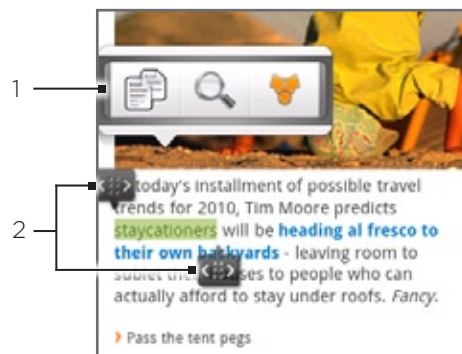 1
2
today's installment of possible travel
trends for 2010, Tim Moore predicts
staycationers will be heading al fresco to
their own backyards - leaving room to
sublet to people who can
actually afford to stay under roofs. Fancy.
Pass the tent pegs